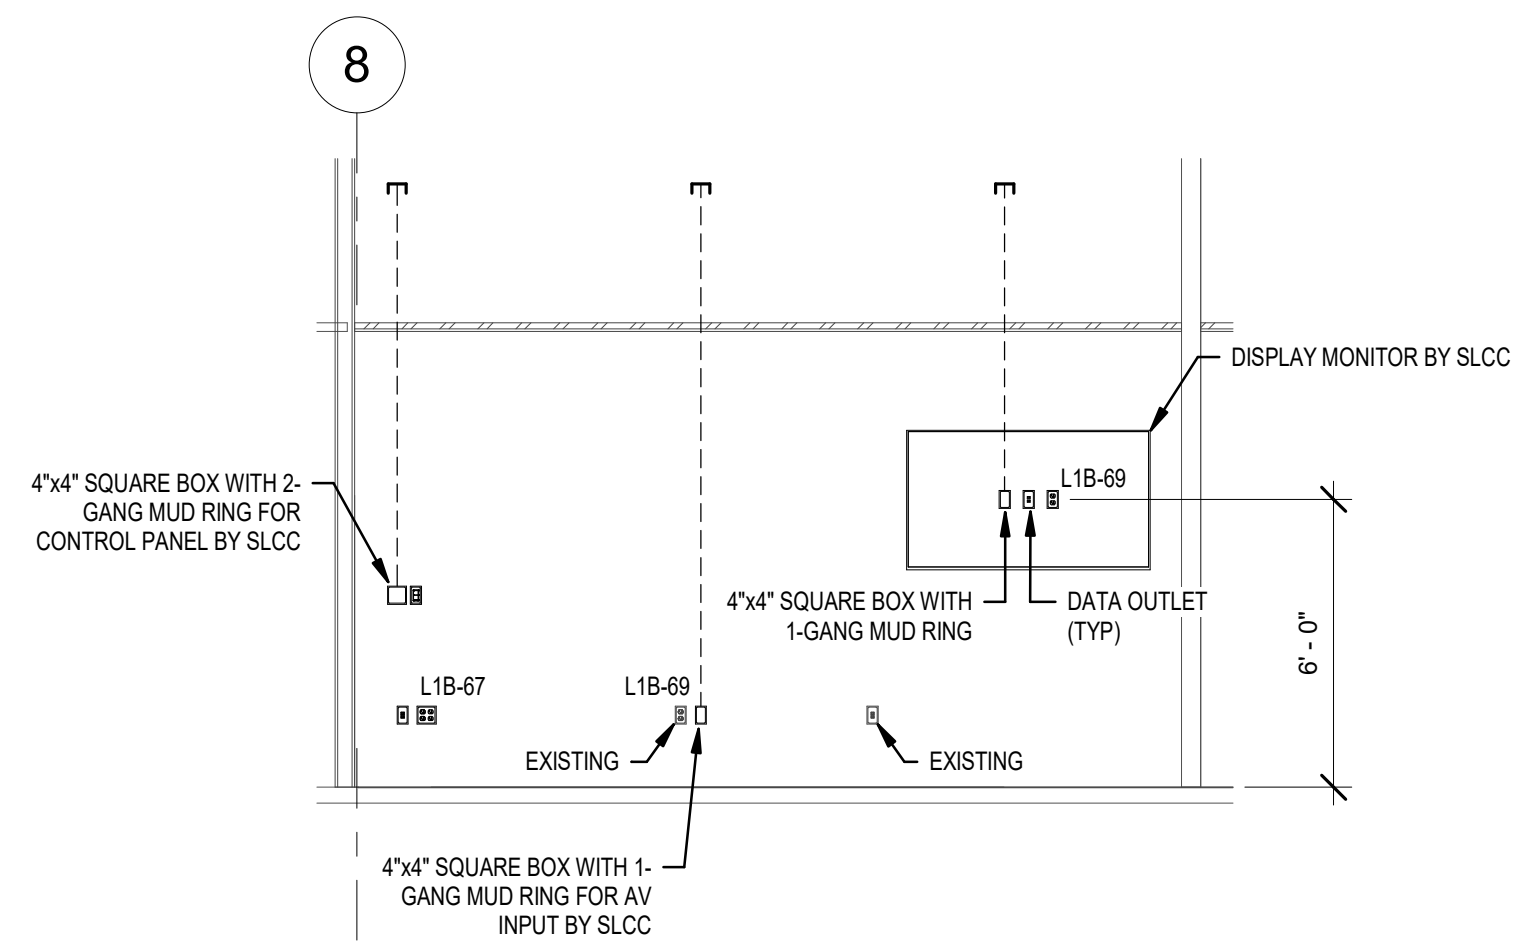 8
DISPLAY MONITOR BY SLCC
4"x4" SQUARE BOX WITH 2-
GANG MUD RING FOR
CONTROL PANEL BY SLCC
L1B-69
4"x4" SQUARE BOX WITH
1-GANG MUD RING
DATA OUTLET
(TYP)
6' - 0"
L1B-67
L1B-69
EXISTING
EXISTING
4"x4" SQUARE BOX WITH 1-
GANG MUD RING FOR AV
INPUT BY SLCC